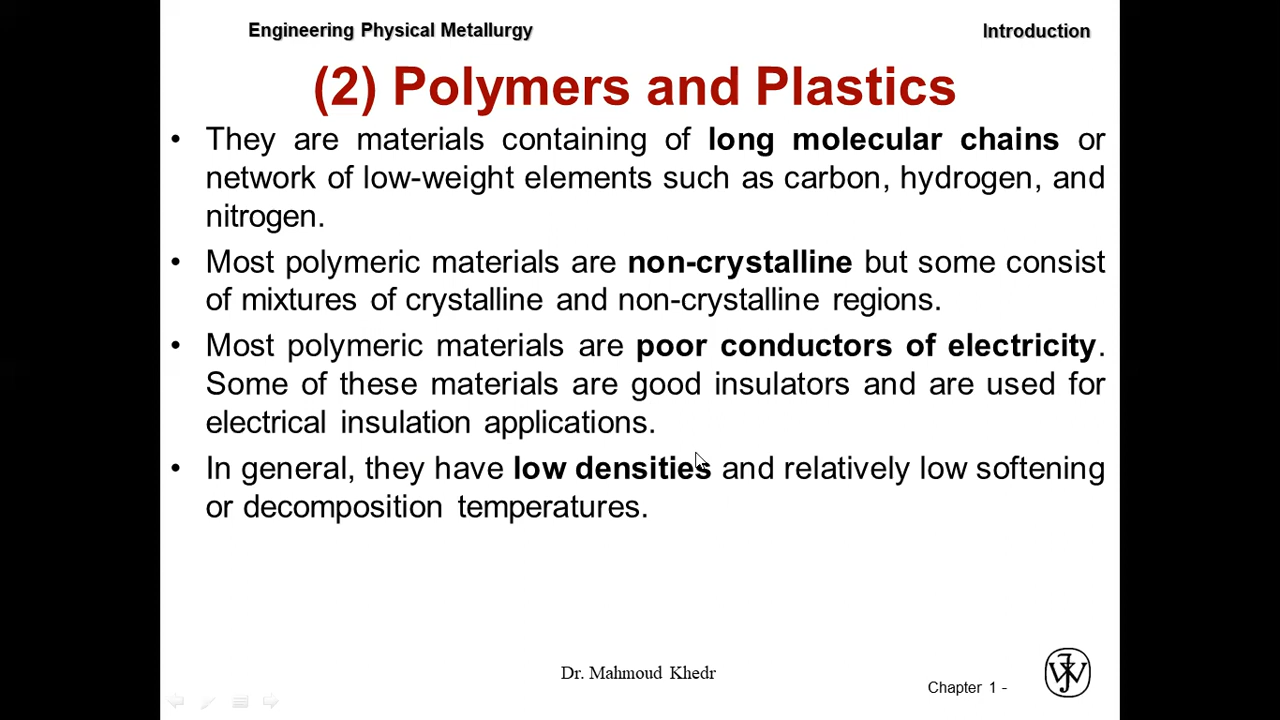 Engineering Physical Metallurgy
Introduction
(2) Polymers and Plastics
• They are materials containing of long molecular chains or
network of low-weight elements such as carbon, hydrogen, and
nitrogen.
• Most polymeric materials are non-crystalline but some consist
of mixtures of crystalline and non-crystalline regions.
• Most polymeric materials are poor conductors of electricity.
Some of these materials are good insulators and are used for
electrical insulation applications.
• In general, they have low densities and relatively low softening
or decomposition temperatures.
Dr. Mahmoud Khedr
Chapter 1 -